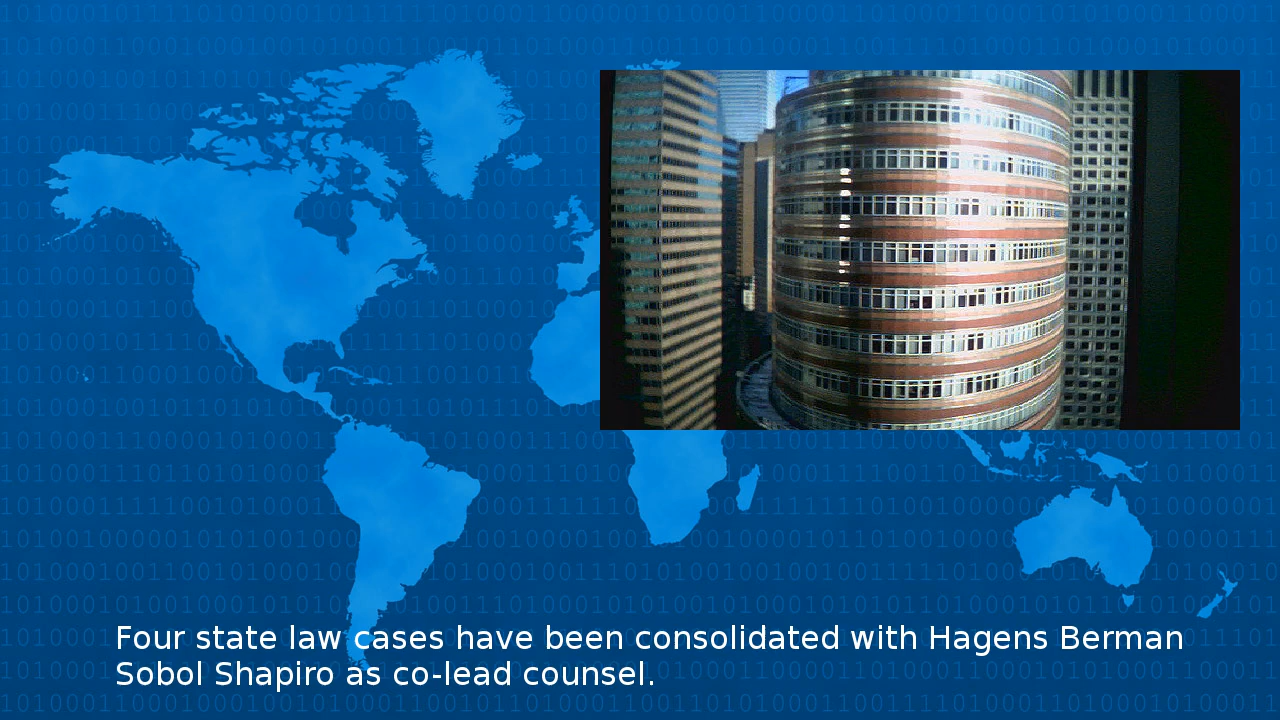 Four state law cases have been consolidated with Hagens Berman
Sobol Shapiro as co-lead counsel.